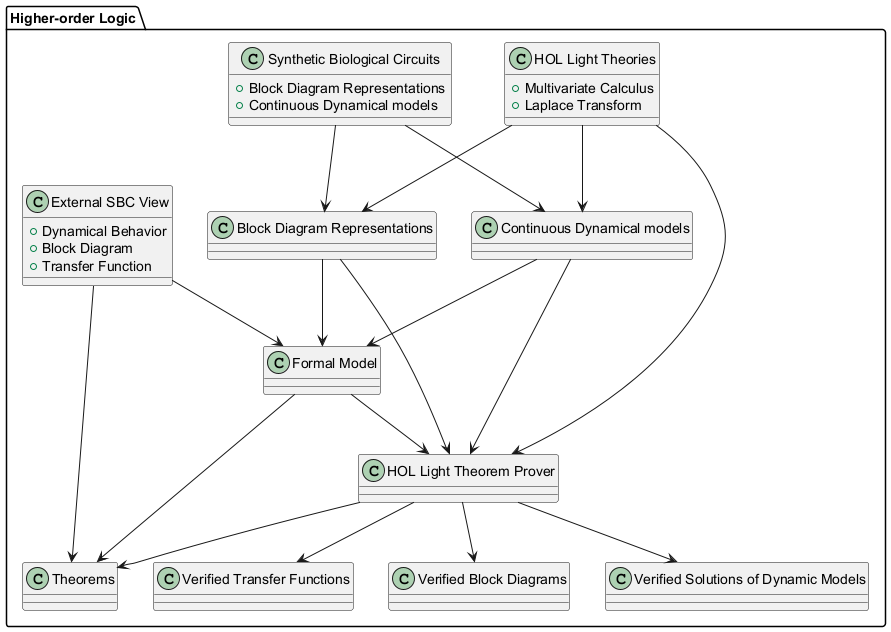 Higher-order Logic
C Synthetic Biological Circuits
Block Diagram Representations
Continuous Dynamical models
C HOL Light Theories
Multivariate Calculus
Laplace Transform
C External SBC View
Dynamical Behavior
Block Diagram
Transfer Function
C Block Diagram Representations
C Continuous Dynamical models
C Formal Model
C HOL Light Theorem Prover
C Theorems
C Verified Transfer Functions
C Verified Block Diagrams
C Verified Solutions of Dynamic Models